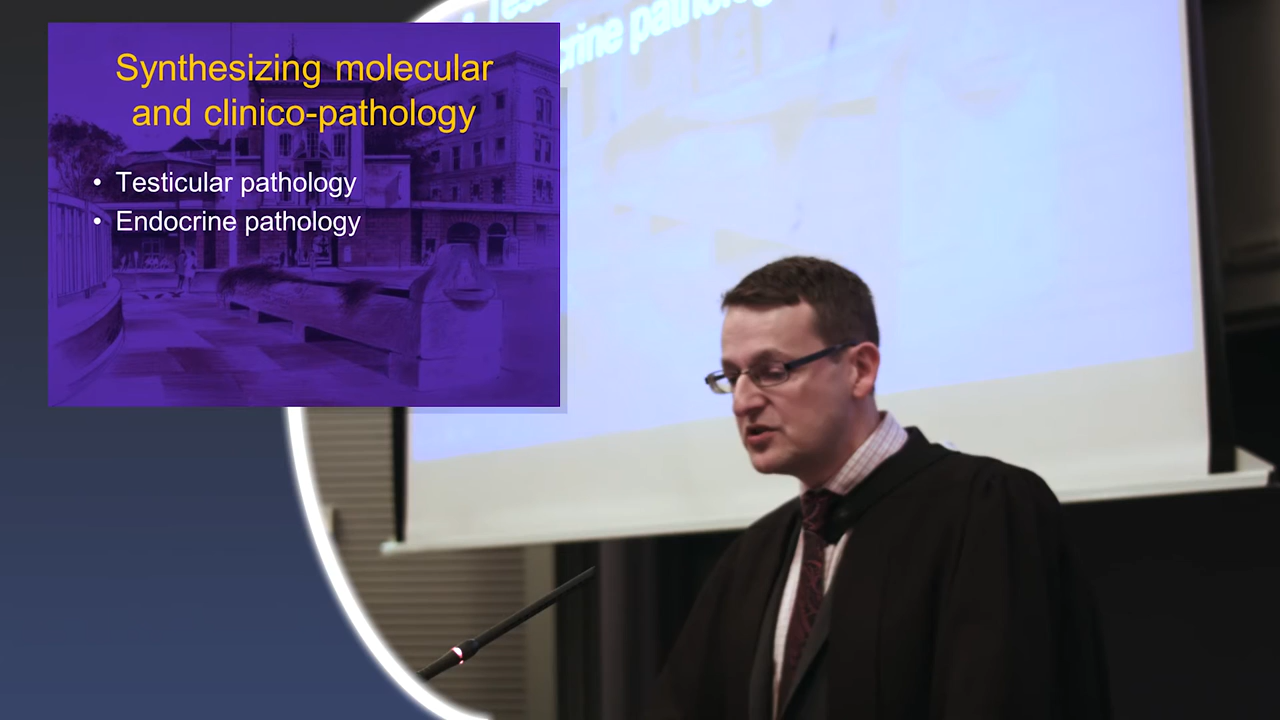 Synthesizing molecular
and clinico-pathology
• Testicular pathology
• Endocrine pathology